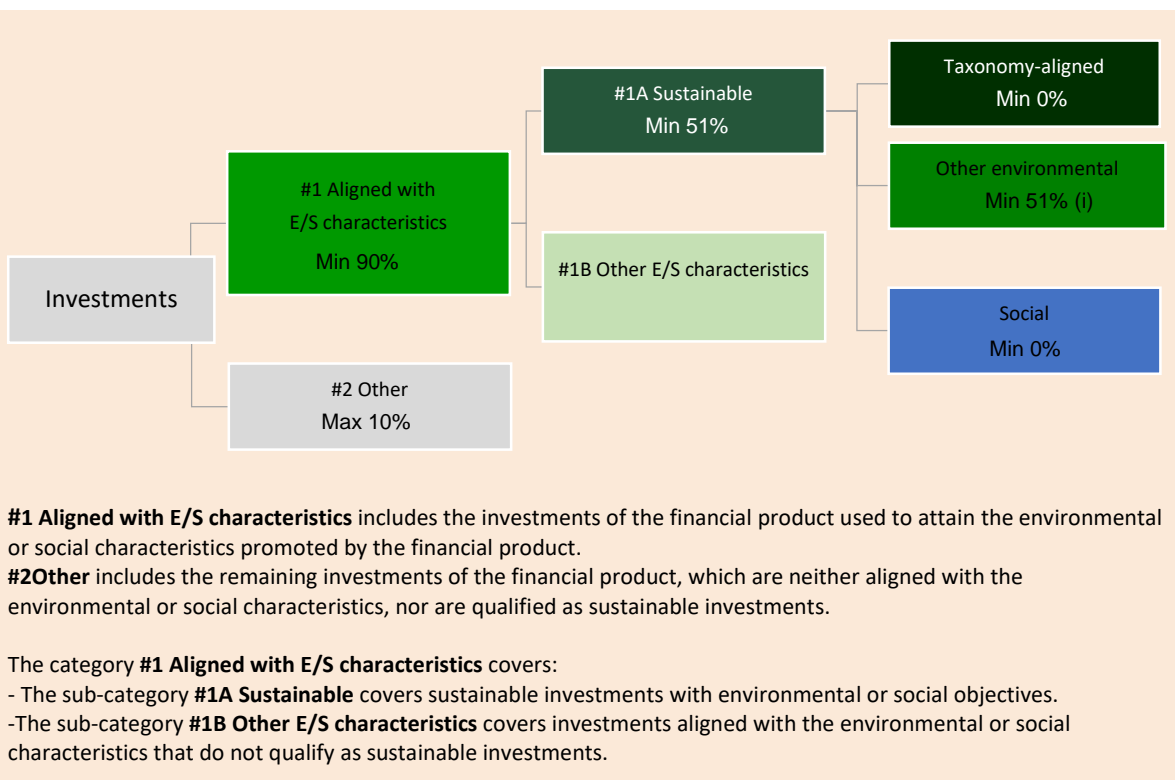 Investments
#1 Aligned with
E/S characteristics
Min 90%
#2 Other
Max 10%
#1A Sustainable
Min 51%
#1B Other E/S characteristics
Taxonomy-aligned
Min 0%
Other environmental
Min 51% (i)
Social
Min 0%
#1 Aligned with E/S characteristics includes the investments of the financial product used to attain the environmental
or social characteristics promoted by the financial product.
#2Other includes the remaining investments of the financial product, which are neither aligned with the
environmental or social characteristics, nor are qualified as sustainable investments.
The category #1 Aligned with E/S characteristics covers:
- The sub-category #1A Sustainable covers sustainable investments with environmental or social objectives.
-The sub-category #1B Other E/S characteristics covers investments aligned with the environmental or social
characteristics that do not qualify as sustainable investments.